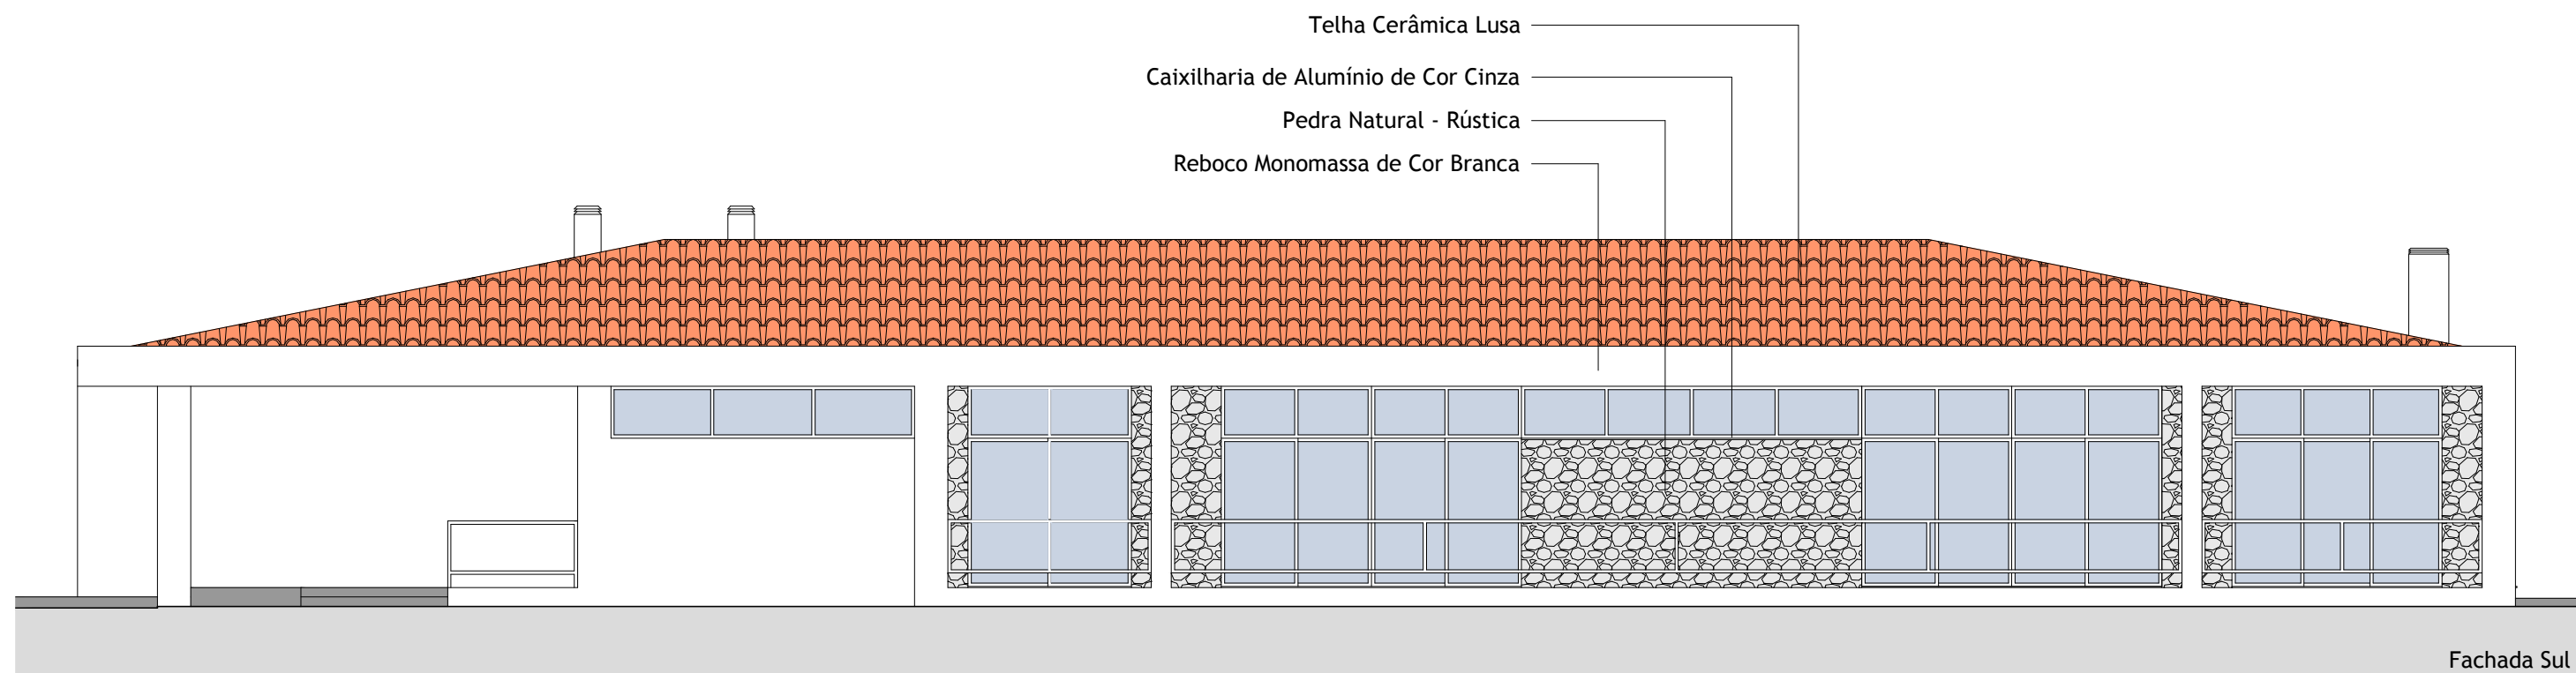 Telha Cerâmica Lusa
Caixilharia de Alumínio de Cor Cinza
Pedra Natural - Rústica
Reboco Monomassa de Cor Branca
Fachada Sul